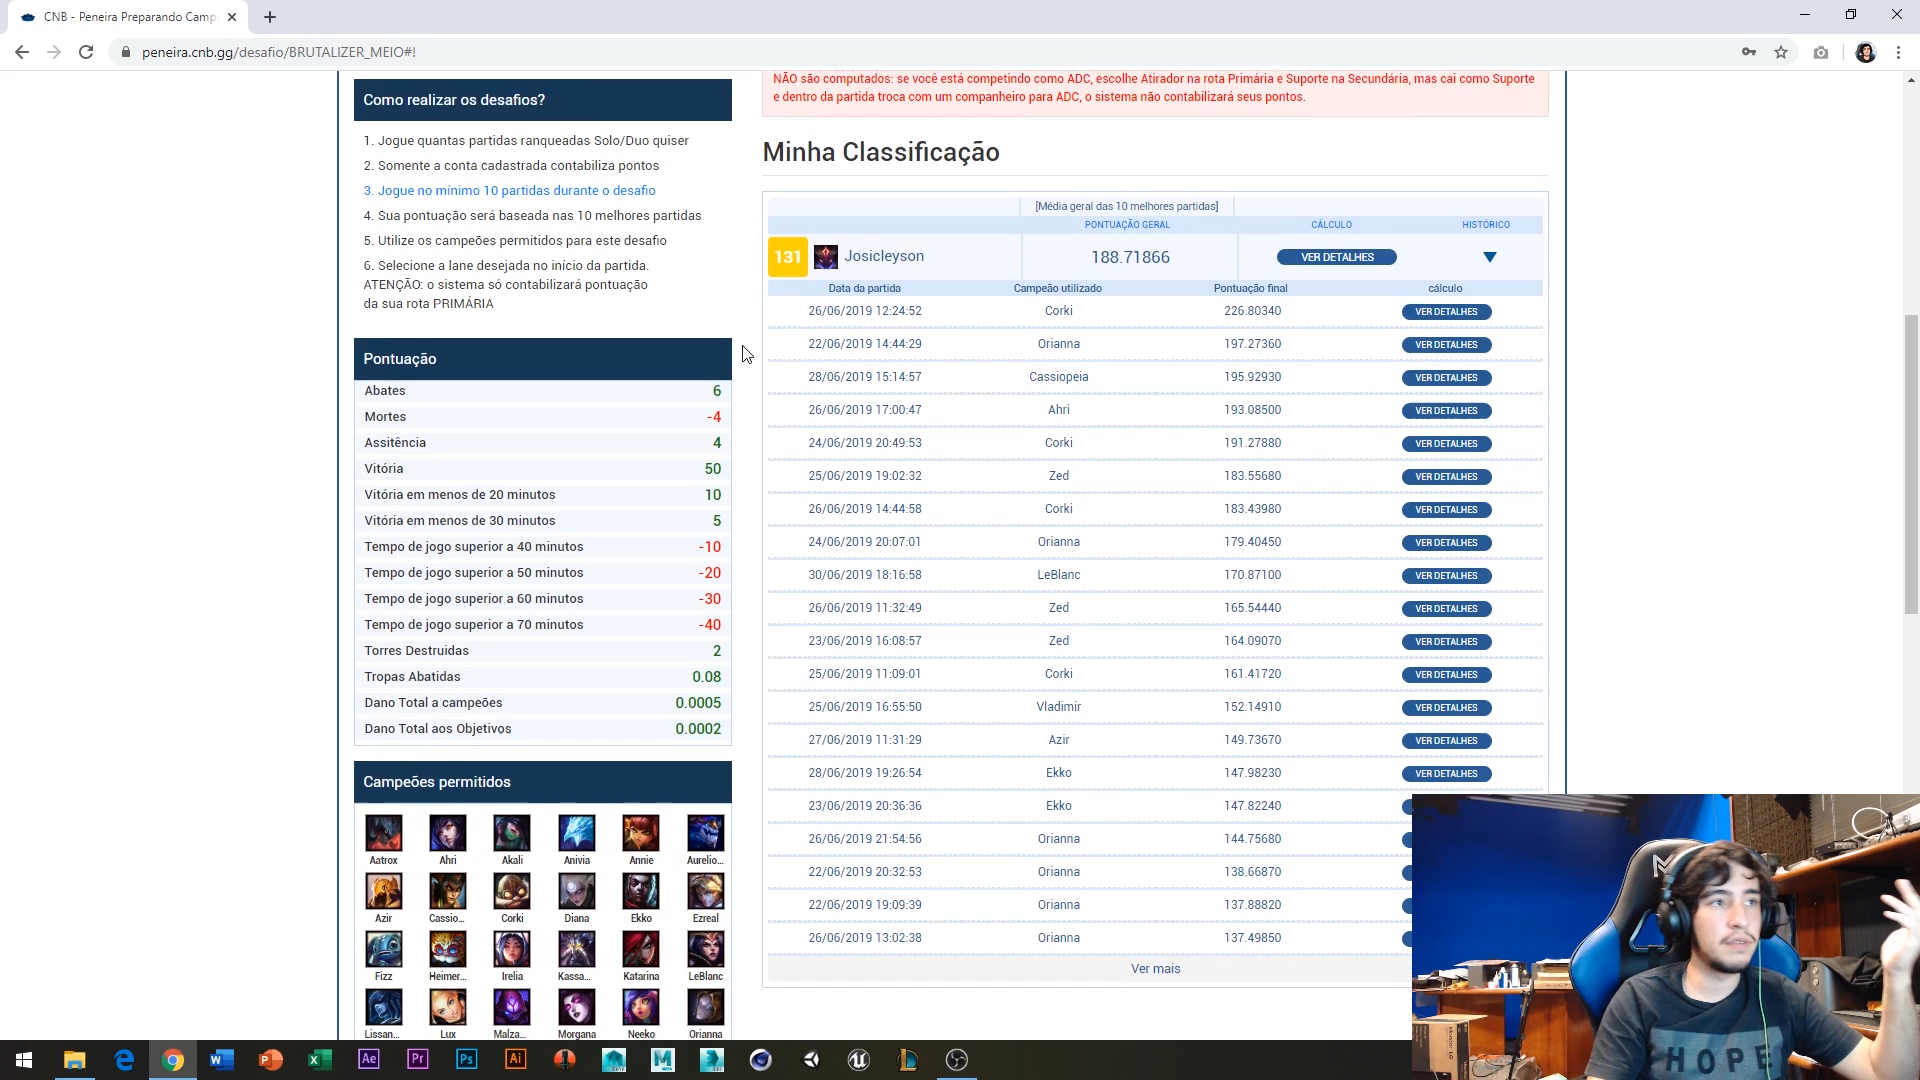 CNB - Peneira Preparando Camp
peneira.cnb.gg/desafio/BRUTALIZER_MEIO#!
Como realizar os desafios?
1. Jogue quantas partidas ranqueadas Solo/Duo quiser
2. Somente a conta cadastrada contabiliza pontos
3. Jogue no mínimo 10 partidas durante o desafio
4. Sua pontuação será baseada nas 10 melhores partidas
5. Utilize os campeões permitidos para este desafio
6. Selecione a lane desejada no início da partida.
ATENÇÃO: o sistema só contabilizará pontuação
da sua rota PRIMÁRIA
Pontuação
Abates 6
Mortes -4
Assitência 4
Vitória 50
Vitória em menos de 20 minutos 10
Vitória em menos de 30 minutos 5
Tempo de jogo superior a 40 minutos -10
Tempo de jogo superior a 50 minutos -20
Tempo de jogo superior a 60 minutos -30
Tempo de jogo superior a 70 minutos -40
Torres Destruidas 2
Tropas Abatidas 0.08
Dano Total a campeões 0.0005
Dano Total aos Objetivos 0.0002
Campeões permitidos
Aatrox Ahri Akali Anivia Annie Aurelio...
Azir Cassio... Corki Diana Ekko Ezreal
Fizz Heimer... Irelia Kassa... Katarina LeBlanc
Lissan... Lux Malza... Morgana Neeko Orianna
NÃO são computados: se você está competindo como ADC, escolhe Atirador na rota Primária e Suporte na Secundária, mas cai como Suporte
e dentro da partida troca com um companheiro para ADC, o sistema não contabilizará seus pontos.
Minha Classificação
[Média geral das 10 melhores partidas]
PONTUAÇÃO GERAL CÁLCULO HISTÓRICO
131 Josicleyson 188.71866 VER DETALHES
Data da partida Campeão utilizado Pontuação final cálculo
26/06/2019 12:24:52 Corki 226.80340 VER DETALHES
22/06/2019 14:44:29 Orianna 197.27360 VER DETALHES
28/06/2019 15:14:57 Cassiopeia 195.92930 VER DETALHES
26/06/2019 17:00:47 Ahri 193.08500 VER DETALHES
24/06/2019 20:49:53 Corki 191.27880 VER DETALHES
25/06/2019 19:02:32 Zed 183.55680 VER DETALHES
26/06/2019 14:44:58 Corki 183.43980 VER DETALHES
24/06/2019 20:07:01 Orianna 179.40450 VER DETALHES
30/06/2019 18:16:58 LeBlanc 170.87100 VER DETALHES
26/06/2019 11:32:49 Zed 165.54440 VER DETALHES
23/06/2019 16:08:57 Zed 164.09070 VER DETALHES
25/06/2019 11:09:01 Corki 161.41720 VER DETALHES
25/06/2019 16:55:50 Vladimir 152.14910 VER DETALHES
27/06/2019 11:31:29 Azir 149.73670 VER DETALHES
28/06/2019 19:26:54 Ekko 147.98230 VER DETALHES
23/06/2019 20:36:36 Ekko 147.82240
26/06/2019 21:54:56 Orianna 144.75680
22/06/2019 20:32:53 Orianna 138.66870
22/06/2019 19:09:39 Orianna 137.88820
26/06/2019 13:02:38 Orianna 137.49850
Ver mais
HOPE
Ae Pr Ps Ai